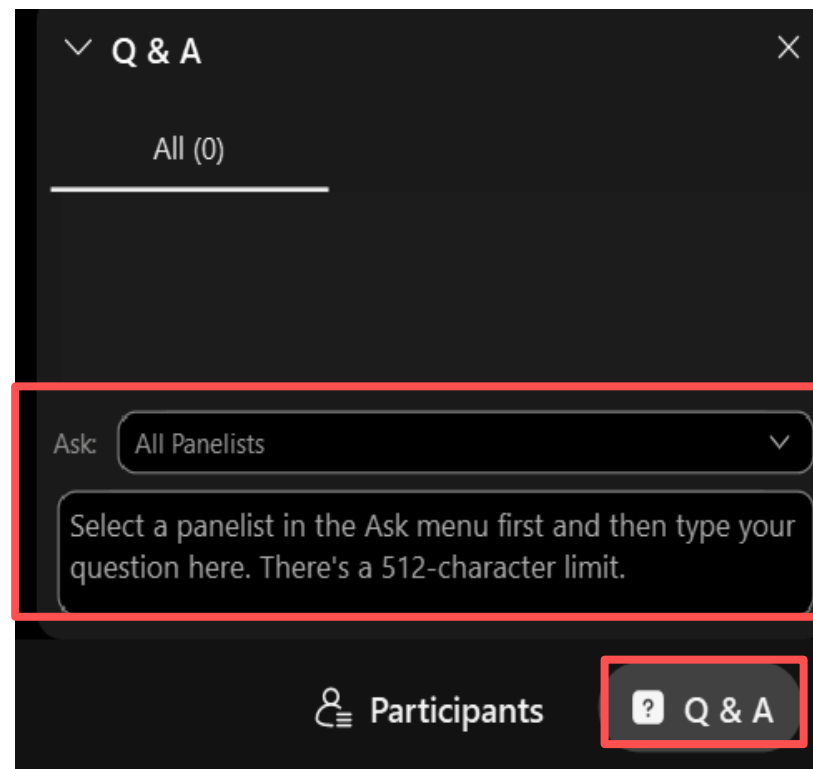 Q & A
All (0)
Ask:
All Panelists
Select a panelist in the Ask menu first and then type your
question here. There's a 512-character limit.
Participants
? Q & A